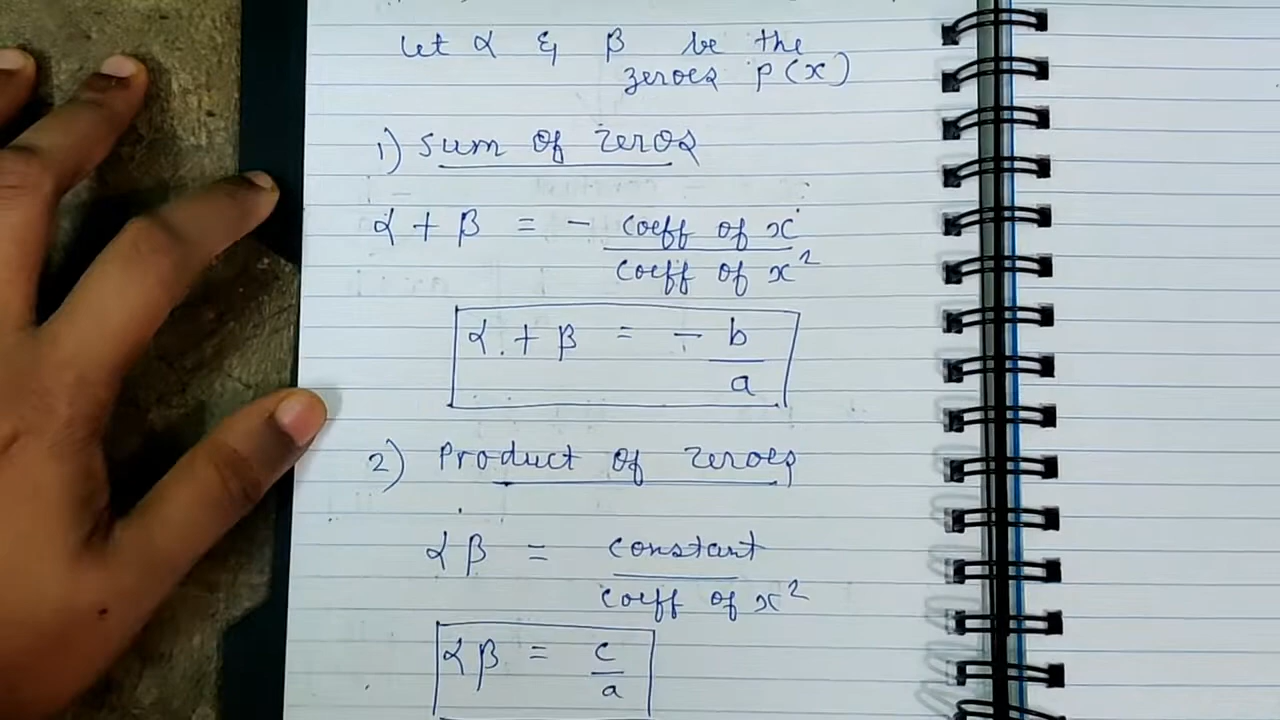 Let α & β be the
zeroes P(x)
1) Sum of zeros
α + β = - coeff of x / coeff of x²
α + β = - b / a
2) Product of zeroes
αβ = constant / coeff of x²
αβ = c / a